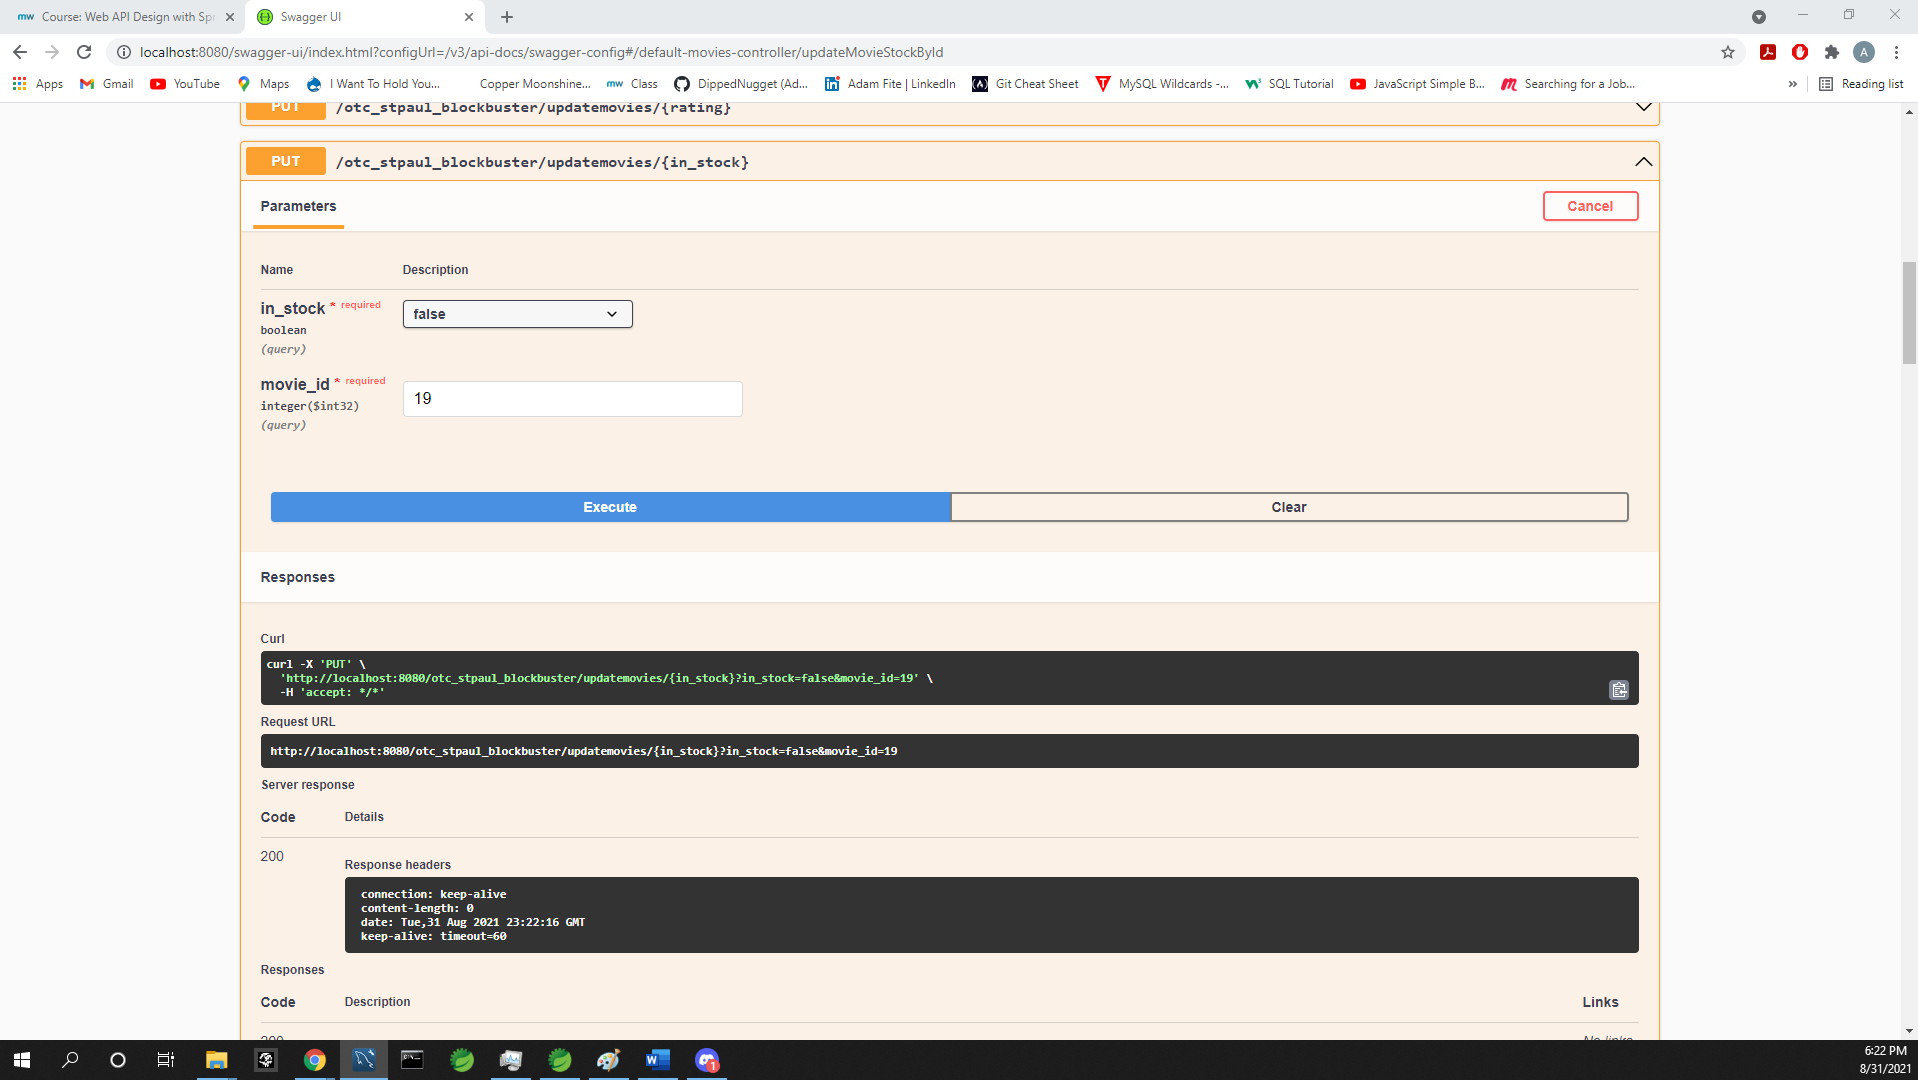 Course: Web API Design with Spr
Swagger UI
localhost:8080/swagger-ui/index.html?configUrl=/v3/api-docs/swagger-config#/default-movies-controller/updateMovieStockById
A
Apps Gmail YouTube Maps I Want To Hold You... Copper Moonshine... mw Class DippedNugget (Ad... Adam Fite | LinkedIn Git Cheat Sheet MySQL Wildcards -... SQL Tutorial JavaScript Simple B... Searching for a Job... » Reading list
PUT /otc_stpaul_blockbuster/updatemovies/{rating}
PUT /otc_stpaul_blockbuster/updatemovies/{in_stock}
Parameters Cancel
Name Description
in_stock * required
boolean
(query)
false
movie_id * required
integer($int32)
(query)
19
Execute Clear
Responses
Curl
curl -X 'PUT' \
'http://localhost:8080/otc_stpaul_blockbuster/updatemovies/{in_stock}?in_stock=false&movie_id=19' \
-H 'accept: */*'
Request URL
http://localhost:8080/otc_stpaul_blockbuster/updatemovies/{in_stock}?in_stock=false&movie_id=19
Server response
Code Details
200
Response headers
connection: keep-alive
content-length: 0
date: Tue,31 Aug 2021 23:22:16 GMT
keep-alive: timeout=60
Responses
Code Description Links
200 No links
6:22 PM
8/31/2021